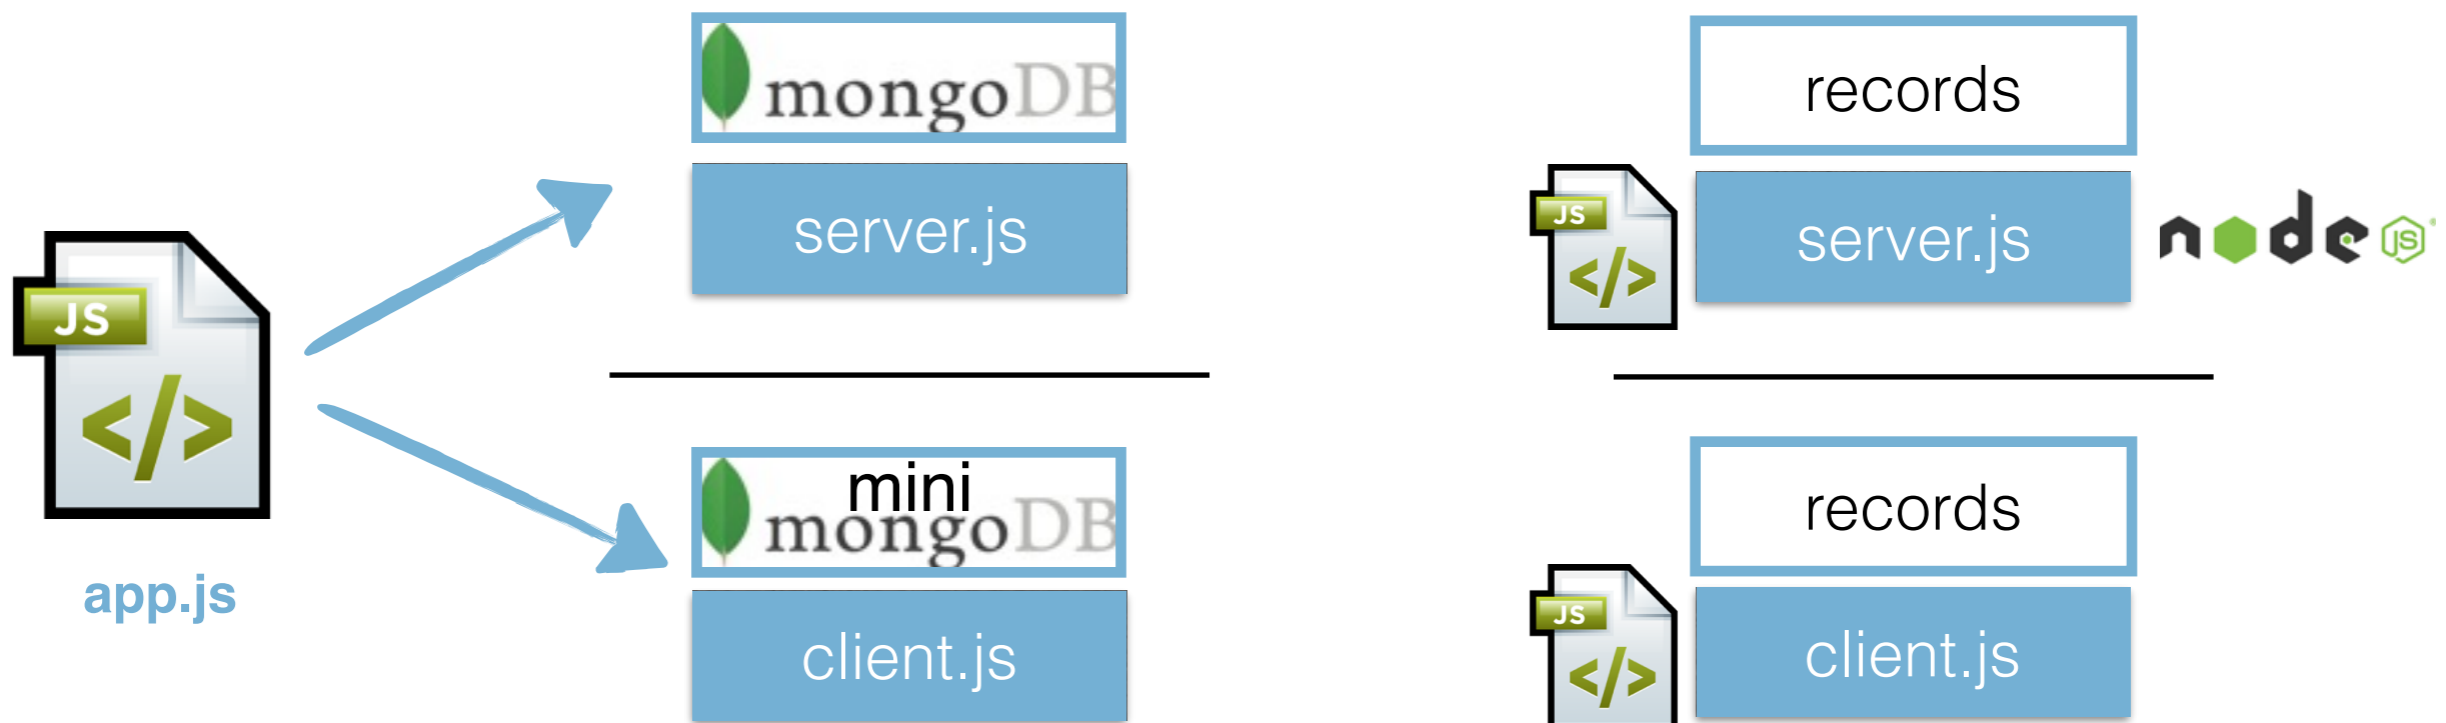 JS
</>
app.js
mongoDB
server.js
mini
mongoDB
client.js
records
JS
</>
server.js
node JS
records
JS
</>
client.js